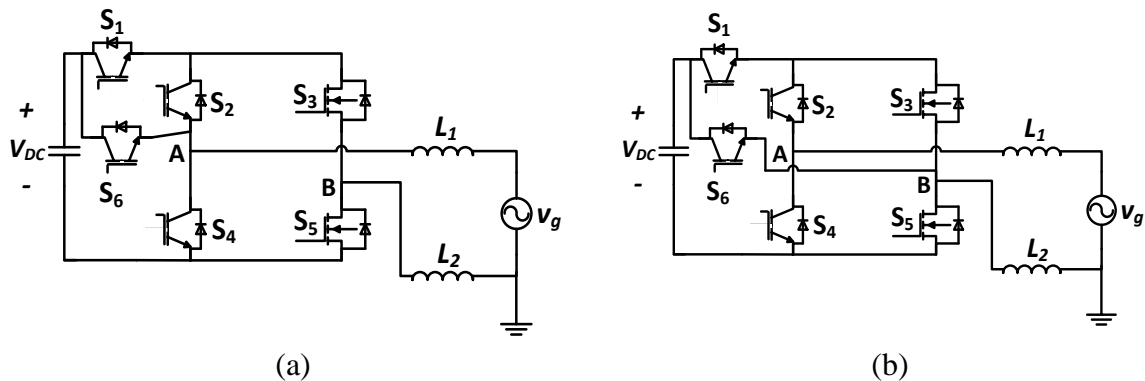 S1
S2
S3
+
VDC
-
S6
A
L1
B
S4
S5
L2
vg
(a)
S1
S2
S3
+
VDC
-
S6
A
L1
B
S4
S5
L2
vg
(b)